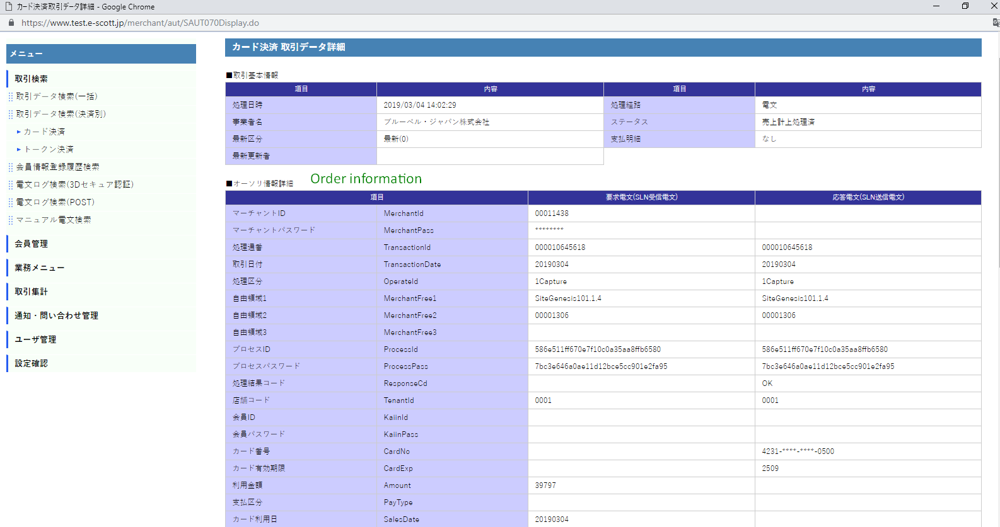 カード決済取引データ詳細 - Google Chrome
https://www.test.e-scott.jp/merchant/aut/SAUT070Display.do
メニュー
取引検索
取引データ検索(一括)
取引データ検索(決済別)
カード決済
トークン決済
会員情報登録履歴検索
電文ログ検索(3Dセキュア認証)
電文ログ検索(POST)
マニュアル電文検索
会員管理
業務メニュー
取引集計
通知・問い合わせ管理
ユーザ管理
設定確認
カード決済 取引データ詳細
■取引基本情報
項目 内容 項目 内容
処理日時 2019/03/04 14:02:29 処理経路 電文
事業者名 ブルーベル・ジャパン株式会社 ステータス 売上計上処理済
最新区分 最新(0) 支払明細 なし
最新更新者
■オーソリ情報詳細 Order information
項目 要求電文(SLN受信電文) 応答電文(SLN送信電文)
マーチャントID MerchantId 00011438
マーチャントパスワード MerchantPass ********
処理通番 TransactionId 000010645618 000010645618
取引日付 TransactionDate 20190304 20190304
処理区分 OperateId 1Capture 1Capture
自由領域1 MerchantFree1 SiteGenesis101.1.4 SiteGenesis101.1.4
自由領域2 MerchantFree2 00001306 00001306
自由領域3 MerchantFree3
プロセスID ProcessId 586e511ff670e7f10c0a35aa8ffb6580 586e511ff670e7f10c0a35aa8ffb6580
プロセスパスワード ProcessPass 7bc3e646a0ae11d12bce5cc901e2fa95 7bc3e646a0ae11d12bce5cc901e2fa95
処理結果コード ResponseCd OK
店舗コード TenantId 0001 0001
会員ID KaiinId
会員パスワード KaiinPass
カード番号 CardNo 4231-****-****-0500
カード有効期限 CardExp 2509
利用金額 Amount 39797
支払区分 PayType
カード利用日 SalesDate 20190304